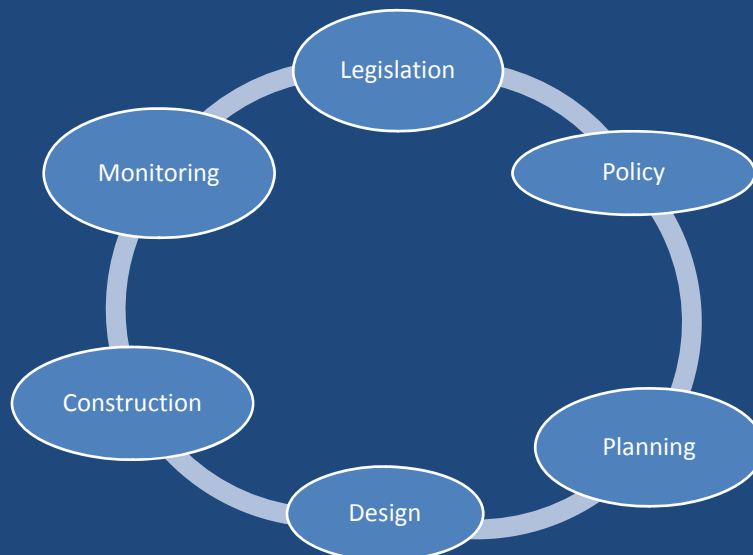 Legislation
Policy
Planning
Design
Construction
Monitoring